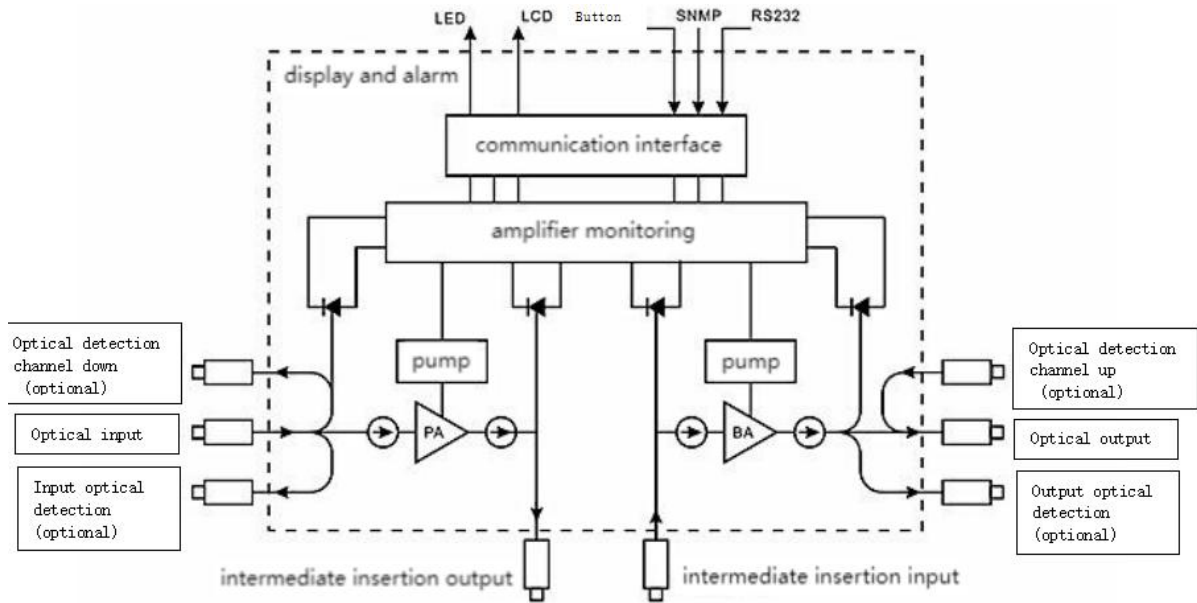 LED
LCD
Button
SNMP
RS232
display and alarm
communication interface
amplifier monitoring
Optical detection
channel down
(optional)
pump
pump
Optical detection
channel up
(optional)
Optical input
PA
BA
Optical output
Input optical
detection
(optional)
Output optical
detection
(optional)
intermediate insertion output
intermediate insertion input